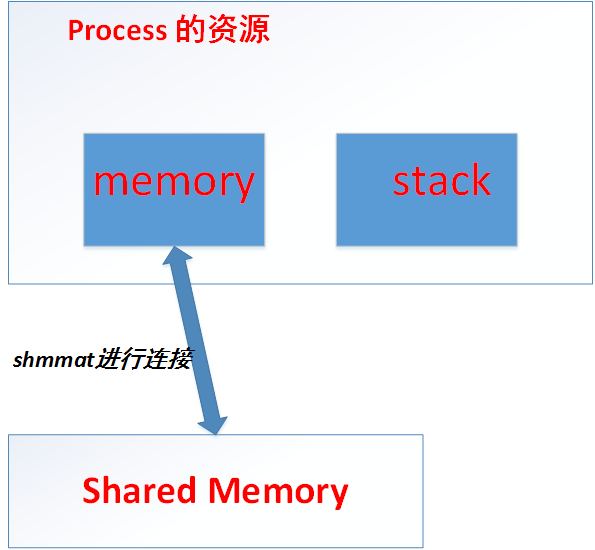 Process 的资源
memory
stack
shmmat进行连接
Shared Memory